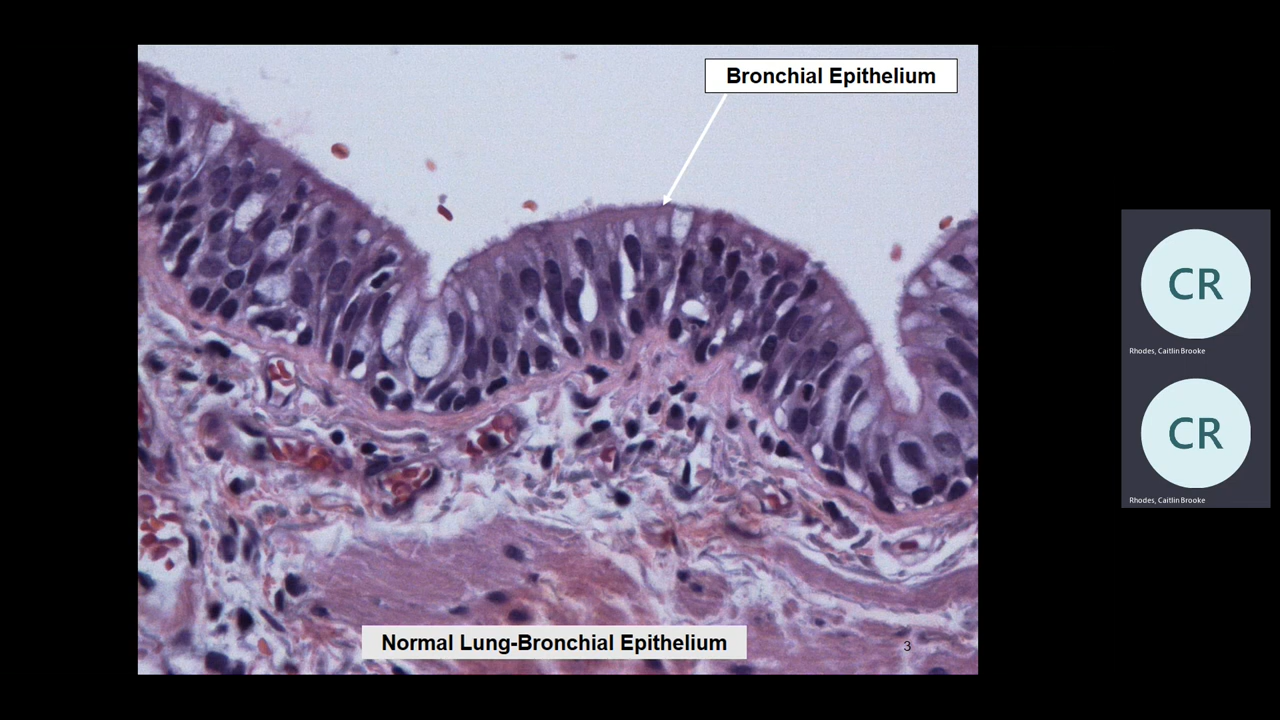 Bronchial Epithelium
Normal Lung-Bronchial Epithelium
3
CR
Rhodes, Caitlin Brooke
CR
Rhodes, Caitlin Brooke